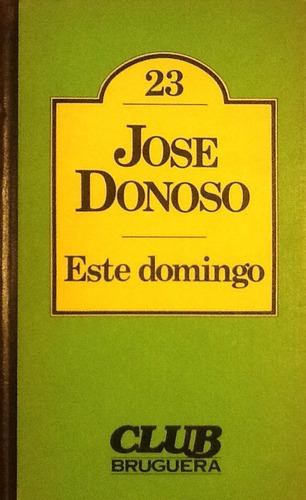 23
JOSE
DONOSO
Este domingo
CLUB
BRUGUERA